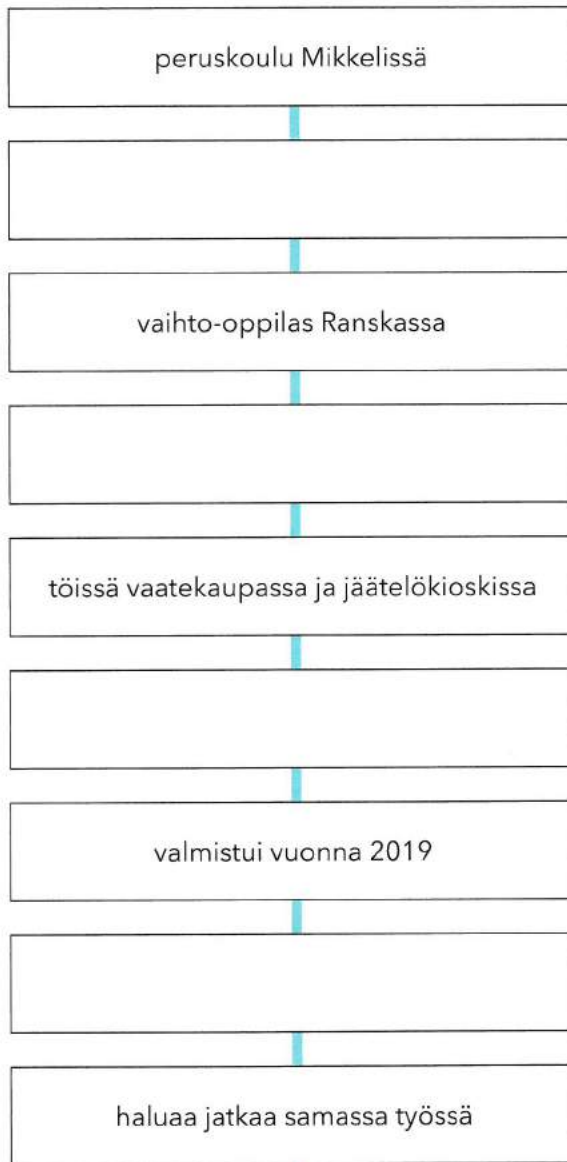 peruskoulu Mikkelissä
vaihto-oppilas Ranskassa
töissä vaatekaupassa ja jäätelökioskissa
valmistui vuonna 2019
haluaa jatkaa samassa työssä